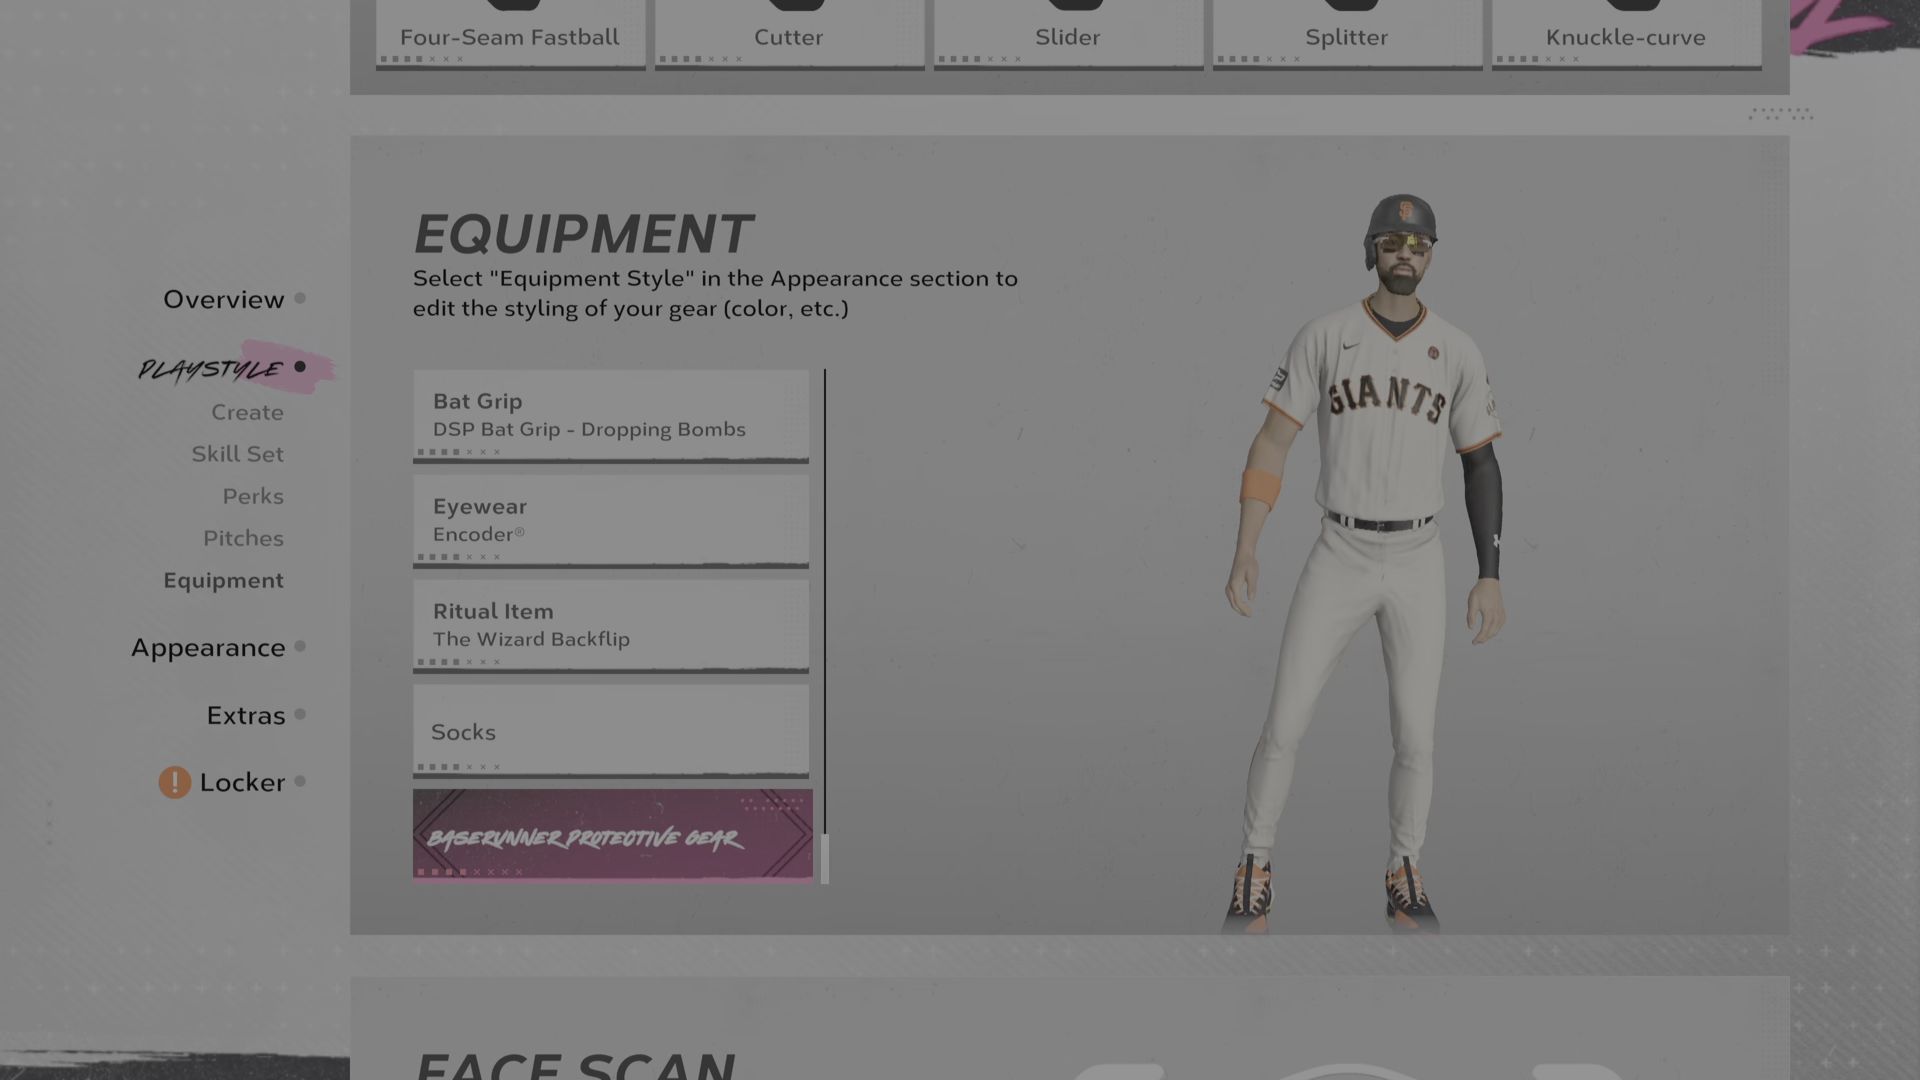 Four-Seam Fastball
Cutter
Slider
Splitter
Knuckle-curve
EQUIPMENT
Select "Equipment Style" in the Appearance section to
edit the styling of your gear (color, etc.)
Overview
PLAYSTYLE
Create
Skill Set
Perks
Pitches
Equipment
Appearance
Extras
! Locker
Bat Grip
DSP Bat Grip - Dropping Bombs
Eyewear
Encoder®
Ritual Item
The Wizard Backflip
Socks
BASERUNNER PROTECTIVE GEAR
SF
GIANTS
FACE SCAN